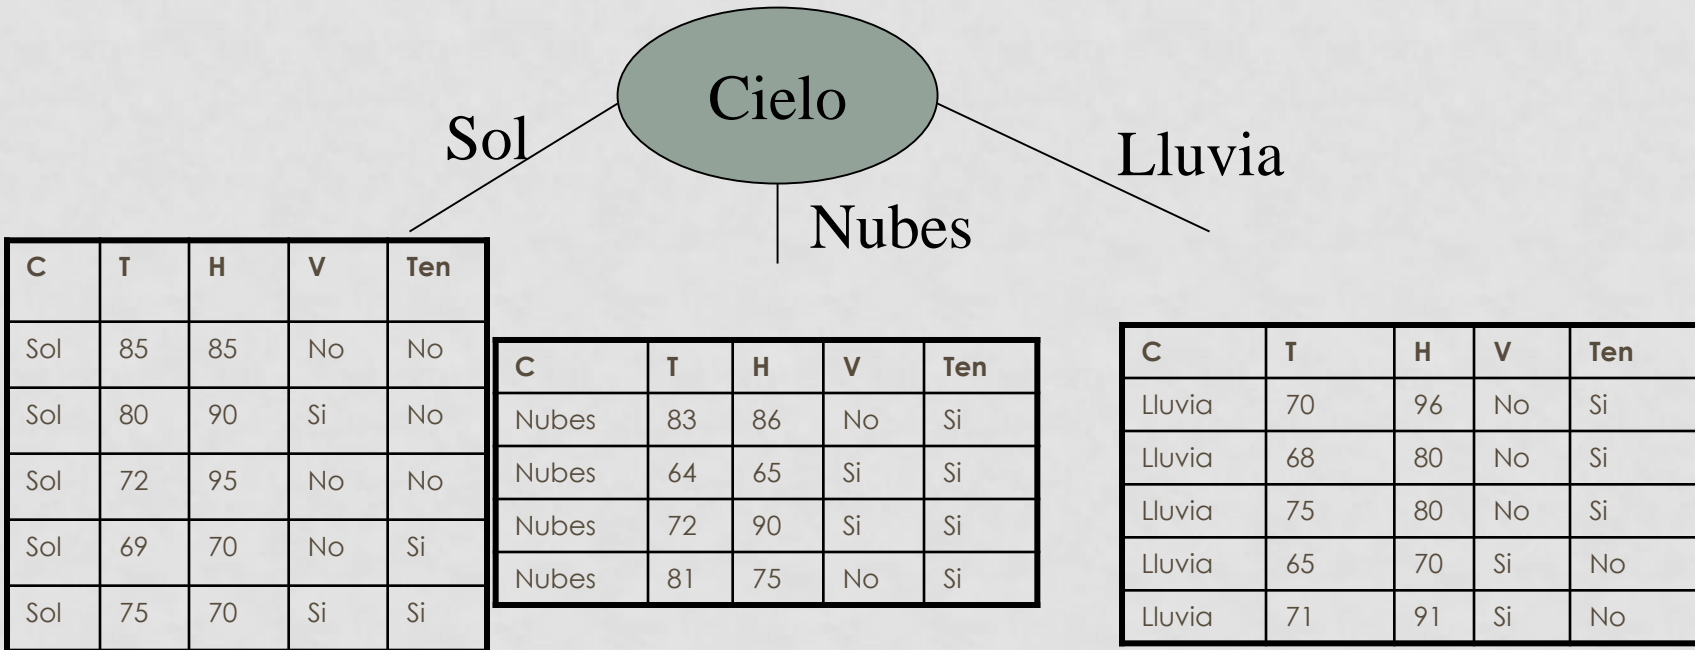 Cielo
Sol
Lluvia
Nubes
C T H V Ten
Sol 85 85 No No
Sol 80 90 Si No
Sol 72 95 No No
Sol 69 70 No Si
Sol 75 70 Si Si
C T H V Ten
Nubes 83 86 No Si
Nubes 64 65 Si Si
Nubes 72 90 Si Si
Nubes 81 75 No Si
C T H V Ten
Lluvia 70 96 No Si
Lluvia 68 80 No Si
Lluvia 75 80 No Si
Lluvia 65 70 Si No
Lluvia 71 91 Si No